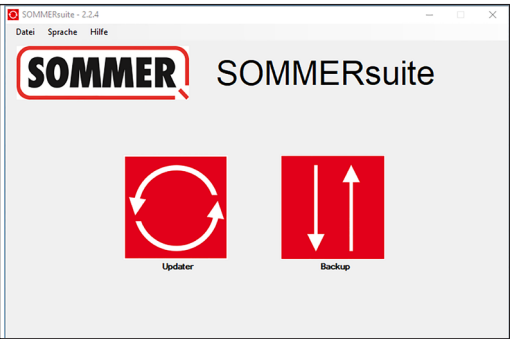 SOMMERsuite - 2.2.4
Datei Sprache Hilfe
SOMMER SOMMERsuite
Updater Backup